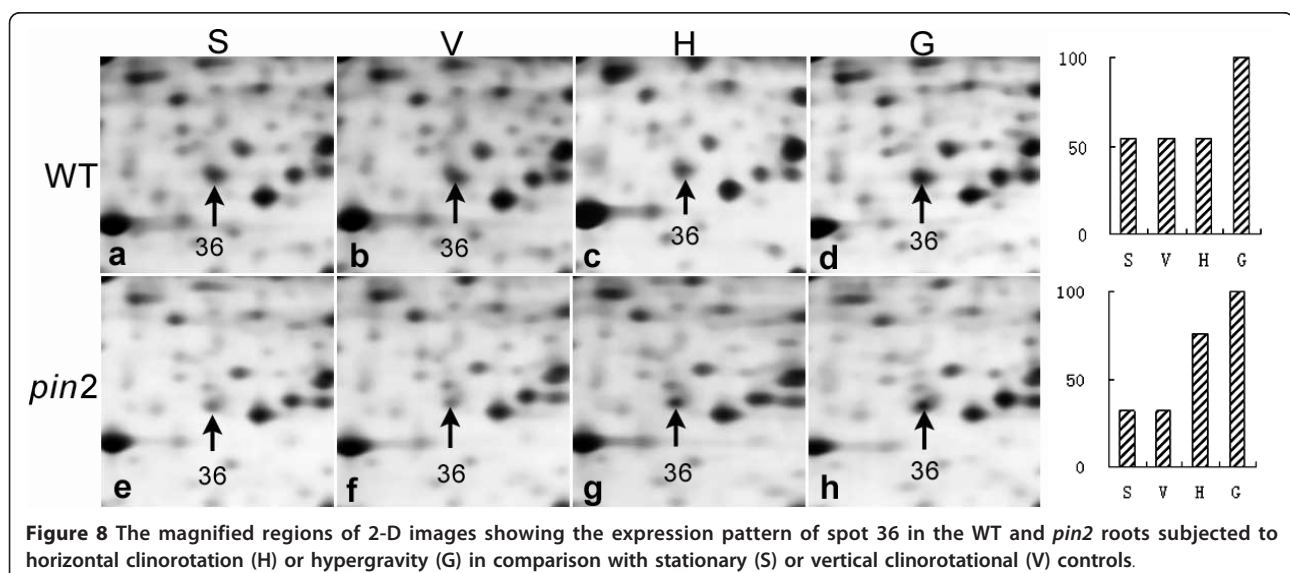 S V H G
WT
36 36 36 36
a b c d
100
50
0
S V H G
pin2
36 36 36 36
e f g h
100
50
0
S V H G
Figure 8 The magnified regions of 2-D images showing the expression pattern of spot 36 in the WT and pin2 roots subjected to
horizontal clinorotation (H) or hypergravity (G) in comparison with stationary (S) or vertical clinorotational (V) controls.